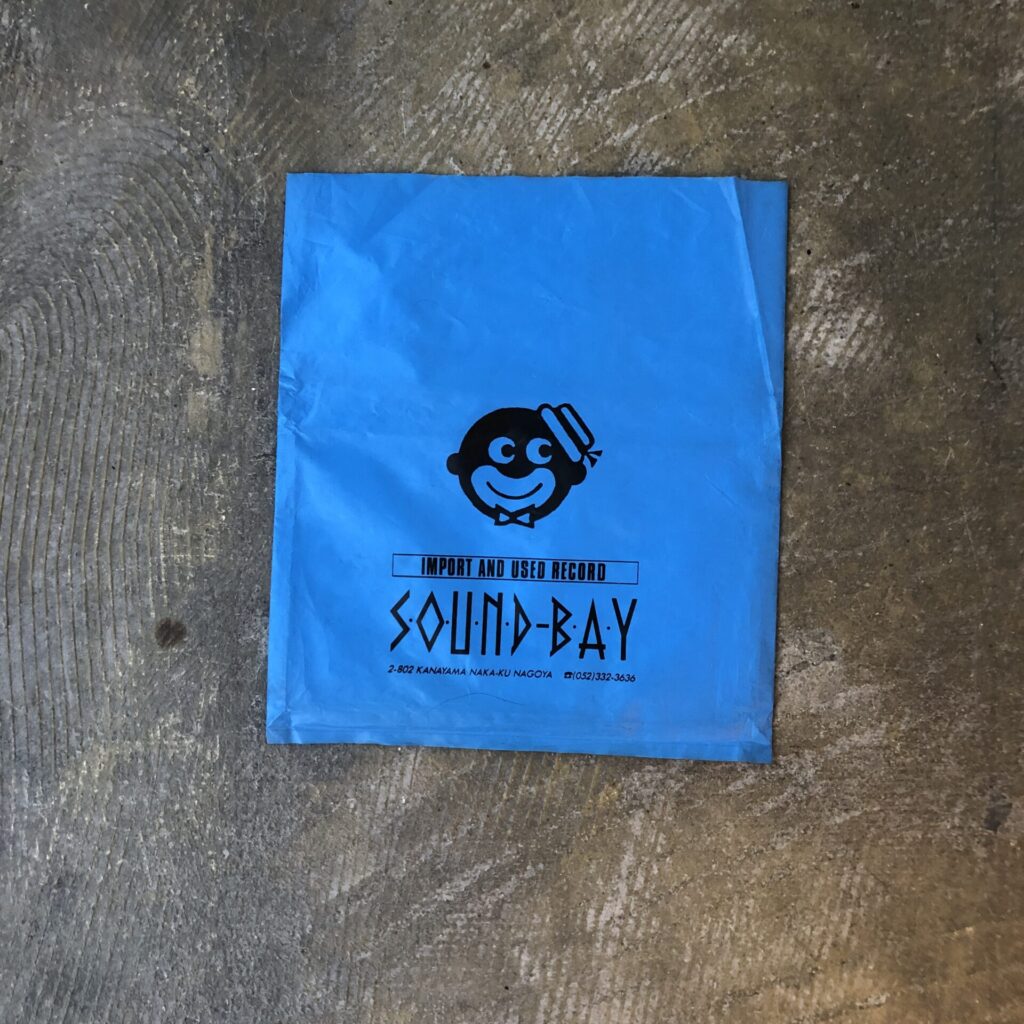 IMPORT AND USED RECORD
S·O·U·N·D-B·A·Y
2-802 KANAYAMA NAKA-KU NAGOYA ☎(052)332-3636